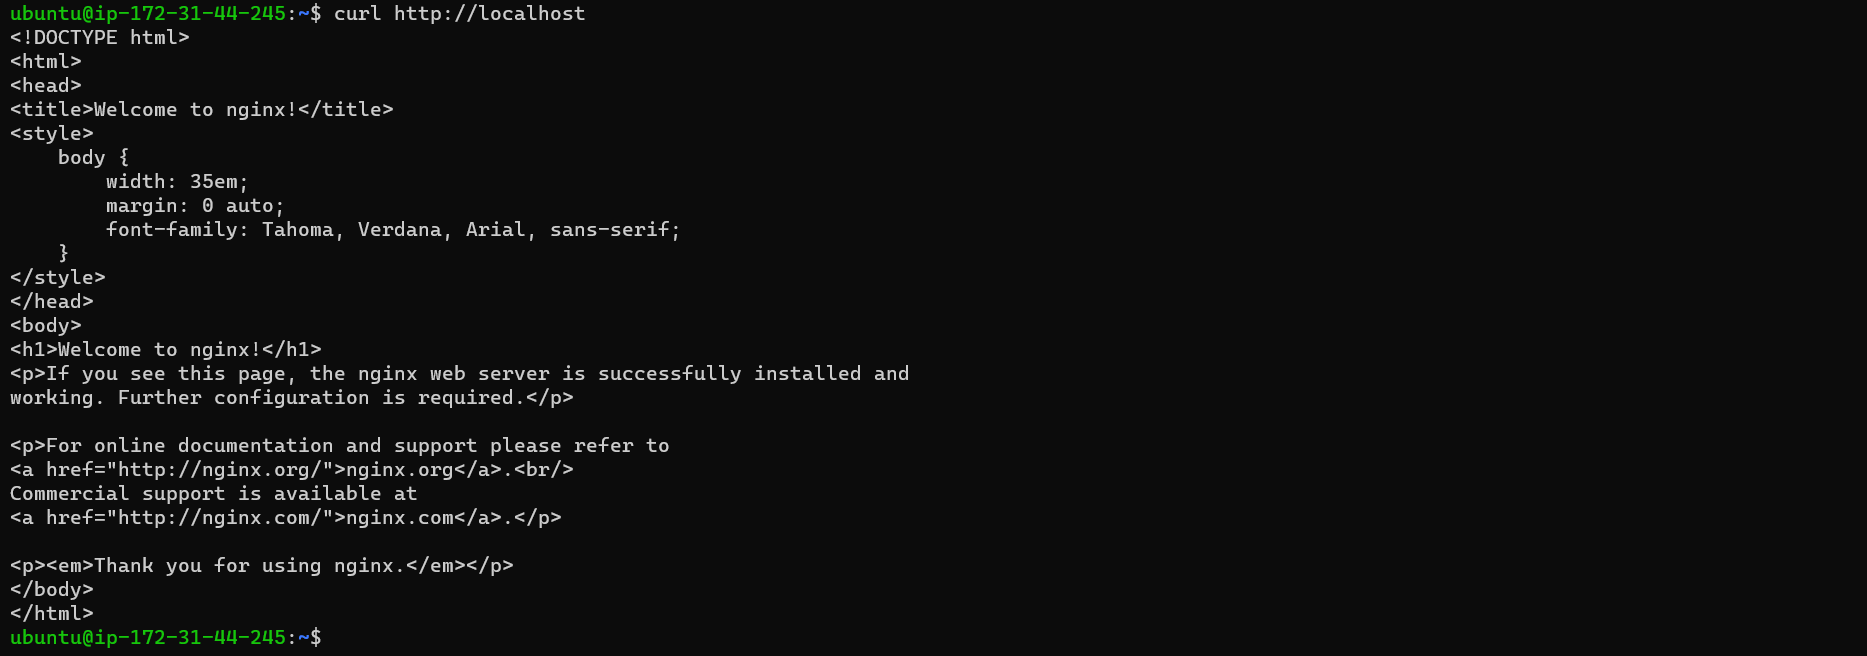 ubuntu@ip-172-31-44-245:~$ curl http://localhost
<!DOCTYPE html>
<html>
<head>
<title>Welcome to nginx!</title>
<style>
    body {
        width: 35em;
        margin: 0 auto;
        font-family: Tahoma, Verdana, Arial, sans-serif;
    }
</style>
</head>
<body>
<h1>Welcome to nginx!</h1>
<p>If you see this page, the nginx web server is successfully installed and
working. Further configuration is required.</p>

<p>For online documentation and support please refer to
<a href="http://nginx.org/">nginx.org</a>.<br/>
Commercial support is available at
<a href="http://nginx.com/">nginx.com</a>.</p>

<p><em>Thank you for using nginx.</em></p>
</body>
</html>
ubuntu@ip-172-31-44-245:~$